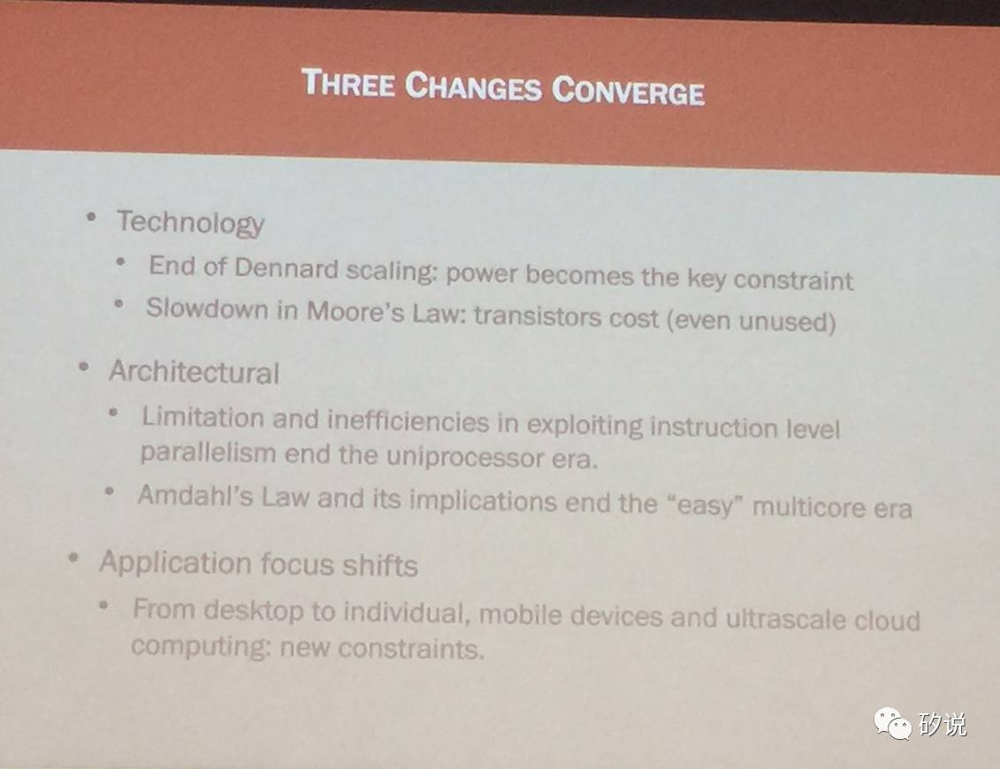 THREE CHANGES CONVERGE
• Technology
• End of Dennard scaling: power becomes the key constraint
• Slowdown in Moore's Law: transistors cost (even unused)
• Architectural
• Limitation and inefficiencies in exploiting instruction level
parallelism end the uniprocessor era.
• Amdahl's Law and its implications end the “easy” multicore era
• Application focus shifts
• From desktop to individual, mobile devices and ultrascale cloud
computing: new constraints.
矽说